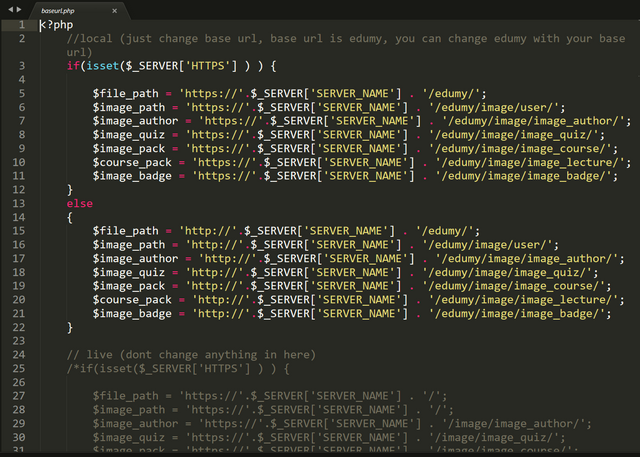 baseurl.php
1 <?php
2 //local (just change base url, base url is edumy, you can change edumy with your base
url)
3 if(isset($_SERVER['HTTPS'] ) ) {
4
5 $file_path = 'https://'.$_SERVER['SERVER_NAME'] . '/edumy/';
6 $image_path = 'https://'.$_SERVER['SERVER_NAME'] . '/edumy/image/user/';
7 $image_author = 'https://'.$_SERVER['SERVER_NAME'] . '/edumy/image/image_author/';
8 $image_quiz = 'https://'.$_SERVER['SERVER_NAME'] . '/edumy/image/image_quiz/';
9 $image_pack = 'https://'.$_SERVER['SERVER_NAME'] . '/edumy/image/image_course/';
10 $course_pack = 'https://'.$_SERVER['SERVER_NAME'] . '/edumy/image/image_lecture/';
11 $image_badge = 'https://'.$_SERVER['SERVER_NAME'] . '/edumy/image/image_badge/';
12 }
13 else
14 {
15 $file_path = 'http://'.$_SERVER['SERVER_NAME'] . '/edumy/';
16 $image_path = 'http://'.$_SERVER['SERVER_NAME'] . '/edumy/image/user/';
17 $image_author = 'http://'.$_SERVER['SERVER_NAME'] . '/edumy/image/image_author/';
18 $image_quiz = 'http://'.$_SERVER['SERVER_NAME'] . '/edumy/image/image_quiz/';
19 $image_pack = 'http://'.$_SERVER['SERVER_NAME'] . '/edumy/image/image_course/';
20 $course_pack = 'http://'.$_SERVER['SERVER_NAME'] . '/edumy/image/image_lecture/';
21 $image_badge = 'http://'.$_SERVER['SERVER_NAME'] . '/edumy/image/image_badge/';
22 }
23
24 // live (dont change anything in here)
25 /*if(isset($_SERVER['HTTPS'] ) ) {
26
27 $file_path = 'https://'.$_SERVER['SERVER_NAME'] . '/';
28 $image_path = 'https://'.$_SERVER['SERVER_NAME'] . '/';
29 $image_author = 'https://'.$_SERVER['SERVER_NAME'] . '/image/image_author/';
30 $image_quiz = 'https://'.$_SERVER['SERVER_NAME'] . '/image/image_quiz/';
31 $image_pack = 'https://'.$_SERVER['SERVER_NAME'] . '/image/image_course/';